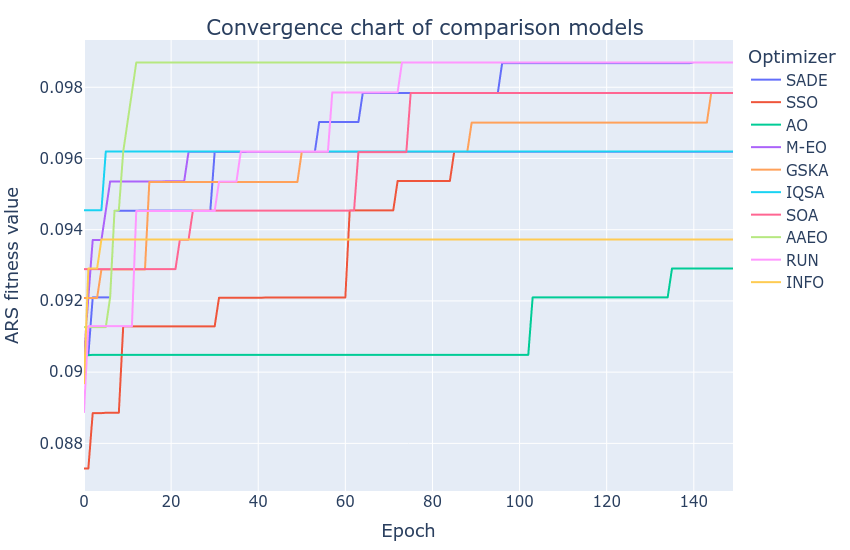 Convergence chart of comparison models
ARS fitness value
0.098
0.096
0.094
0.092
0.09
0.088
0
20
40
60
80
100
120
140
Epoch
Optimizer
SADE
SSO
AO
M-EO
GSKA
IQSA
SOA
AAEO
RUN
INFO